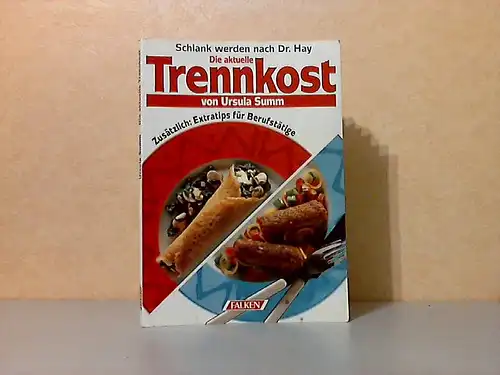 Schlank werden nach Dr. Hay
Die aktuelle
Trennkost
von Ursula Summ
Zusätzlich: Extratips für Berufstätige
FALKEN